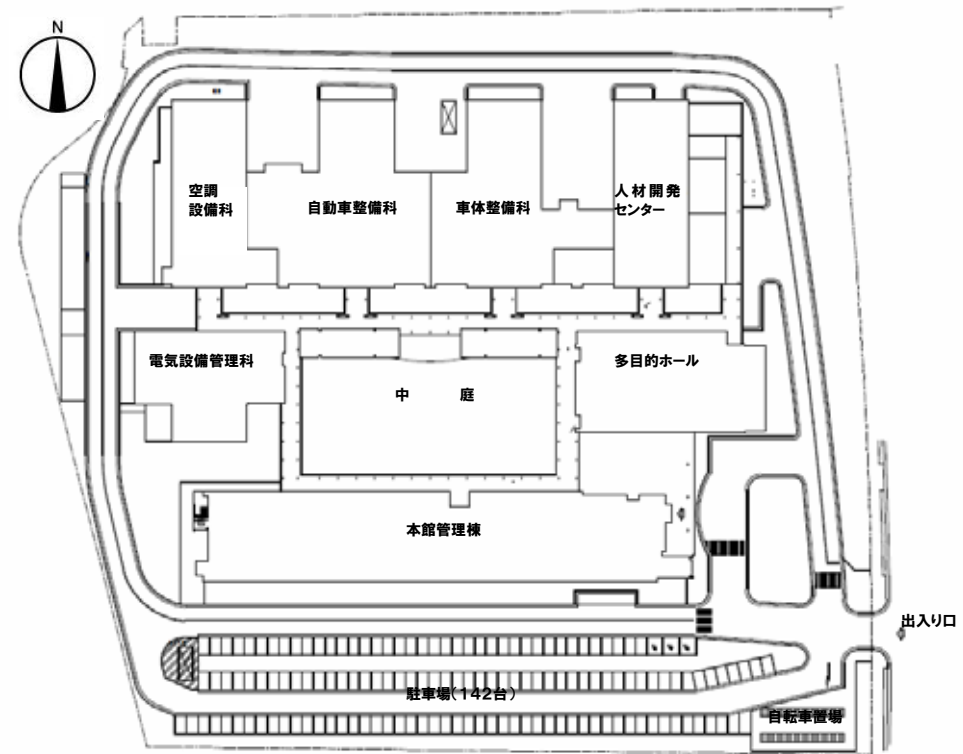 N
空調
設備科
自動車整備科
車体整備科
人材開発
センター
電気設備管理科
中　　庭
多目的ホール
本館管理棟
出入り口
駐車場(142台)
自転車置場